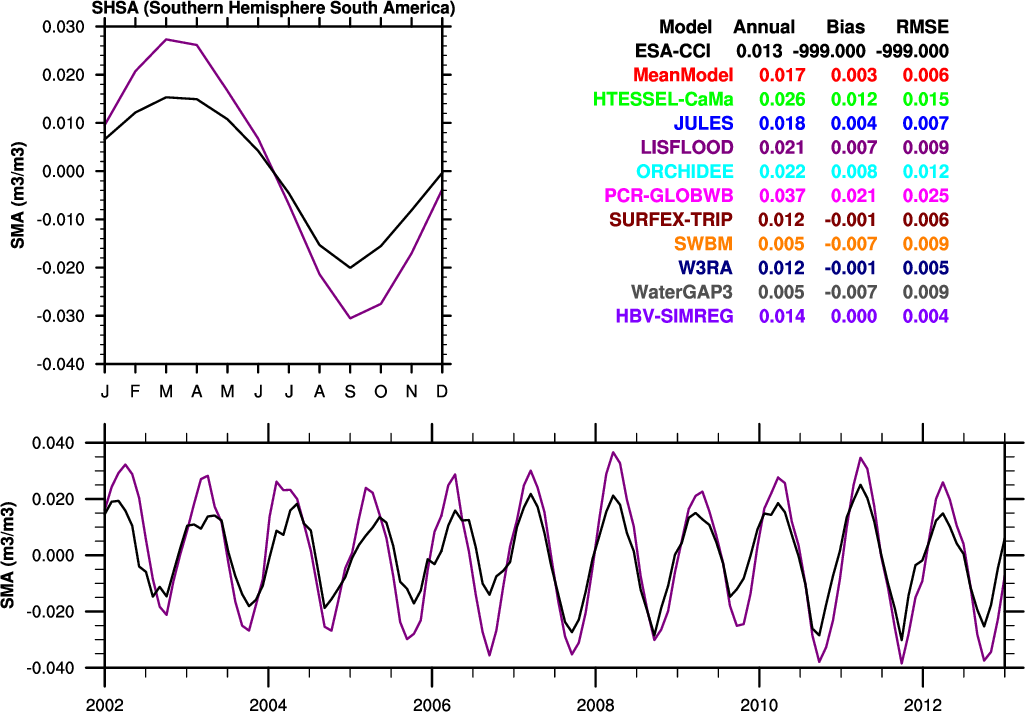 SHSA (Southern Hemisphere South America)
0.030
0.020
0.010
0.000
-0.010
-0.020
-0.030
-0.040
SMA (m3/m3)
J F M A M J J A S O N D
Model Annual Bias RMSE
ESA-CCI 0.013 -999.000 -999.000
MeanModel 0.017 0.003 0.006
HTESSEL-CaMa 0.026 0.012 0.015
JULES 0.018 0.004 0.007
LISFLOOD 0.021 0.007 0.009
ORCHIDEE 0.022 0.008 0.012
PCR-GLOBWB 0.037 0.021 0.025
SURFEX-TRIP 0.012 -0.001 0.006
SWBM 0.005 -0.007 0.009
W3RA 0.012 -0.001 0.005
WaterGAP3 0.005 -0.007 0.009
HBV-SIMREG 0.014 0.000 0.004
0.040
0.020
0.000
-0.020
-0.040
SMA (m3/m3)
2002 2004 2006 2008 2010 2012